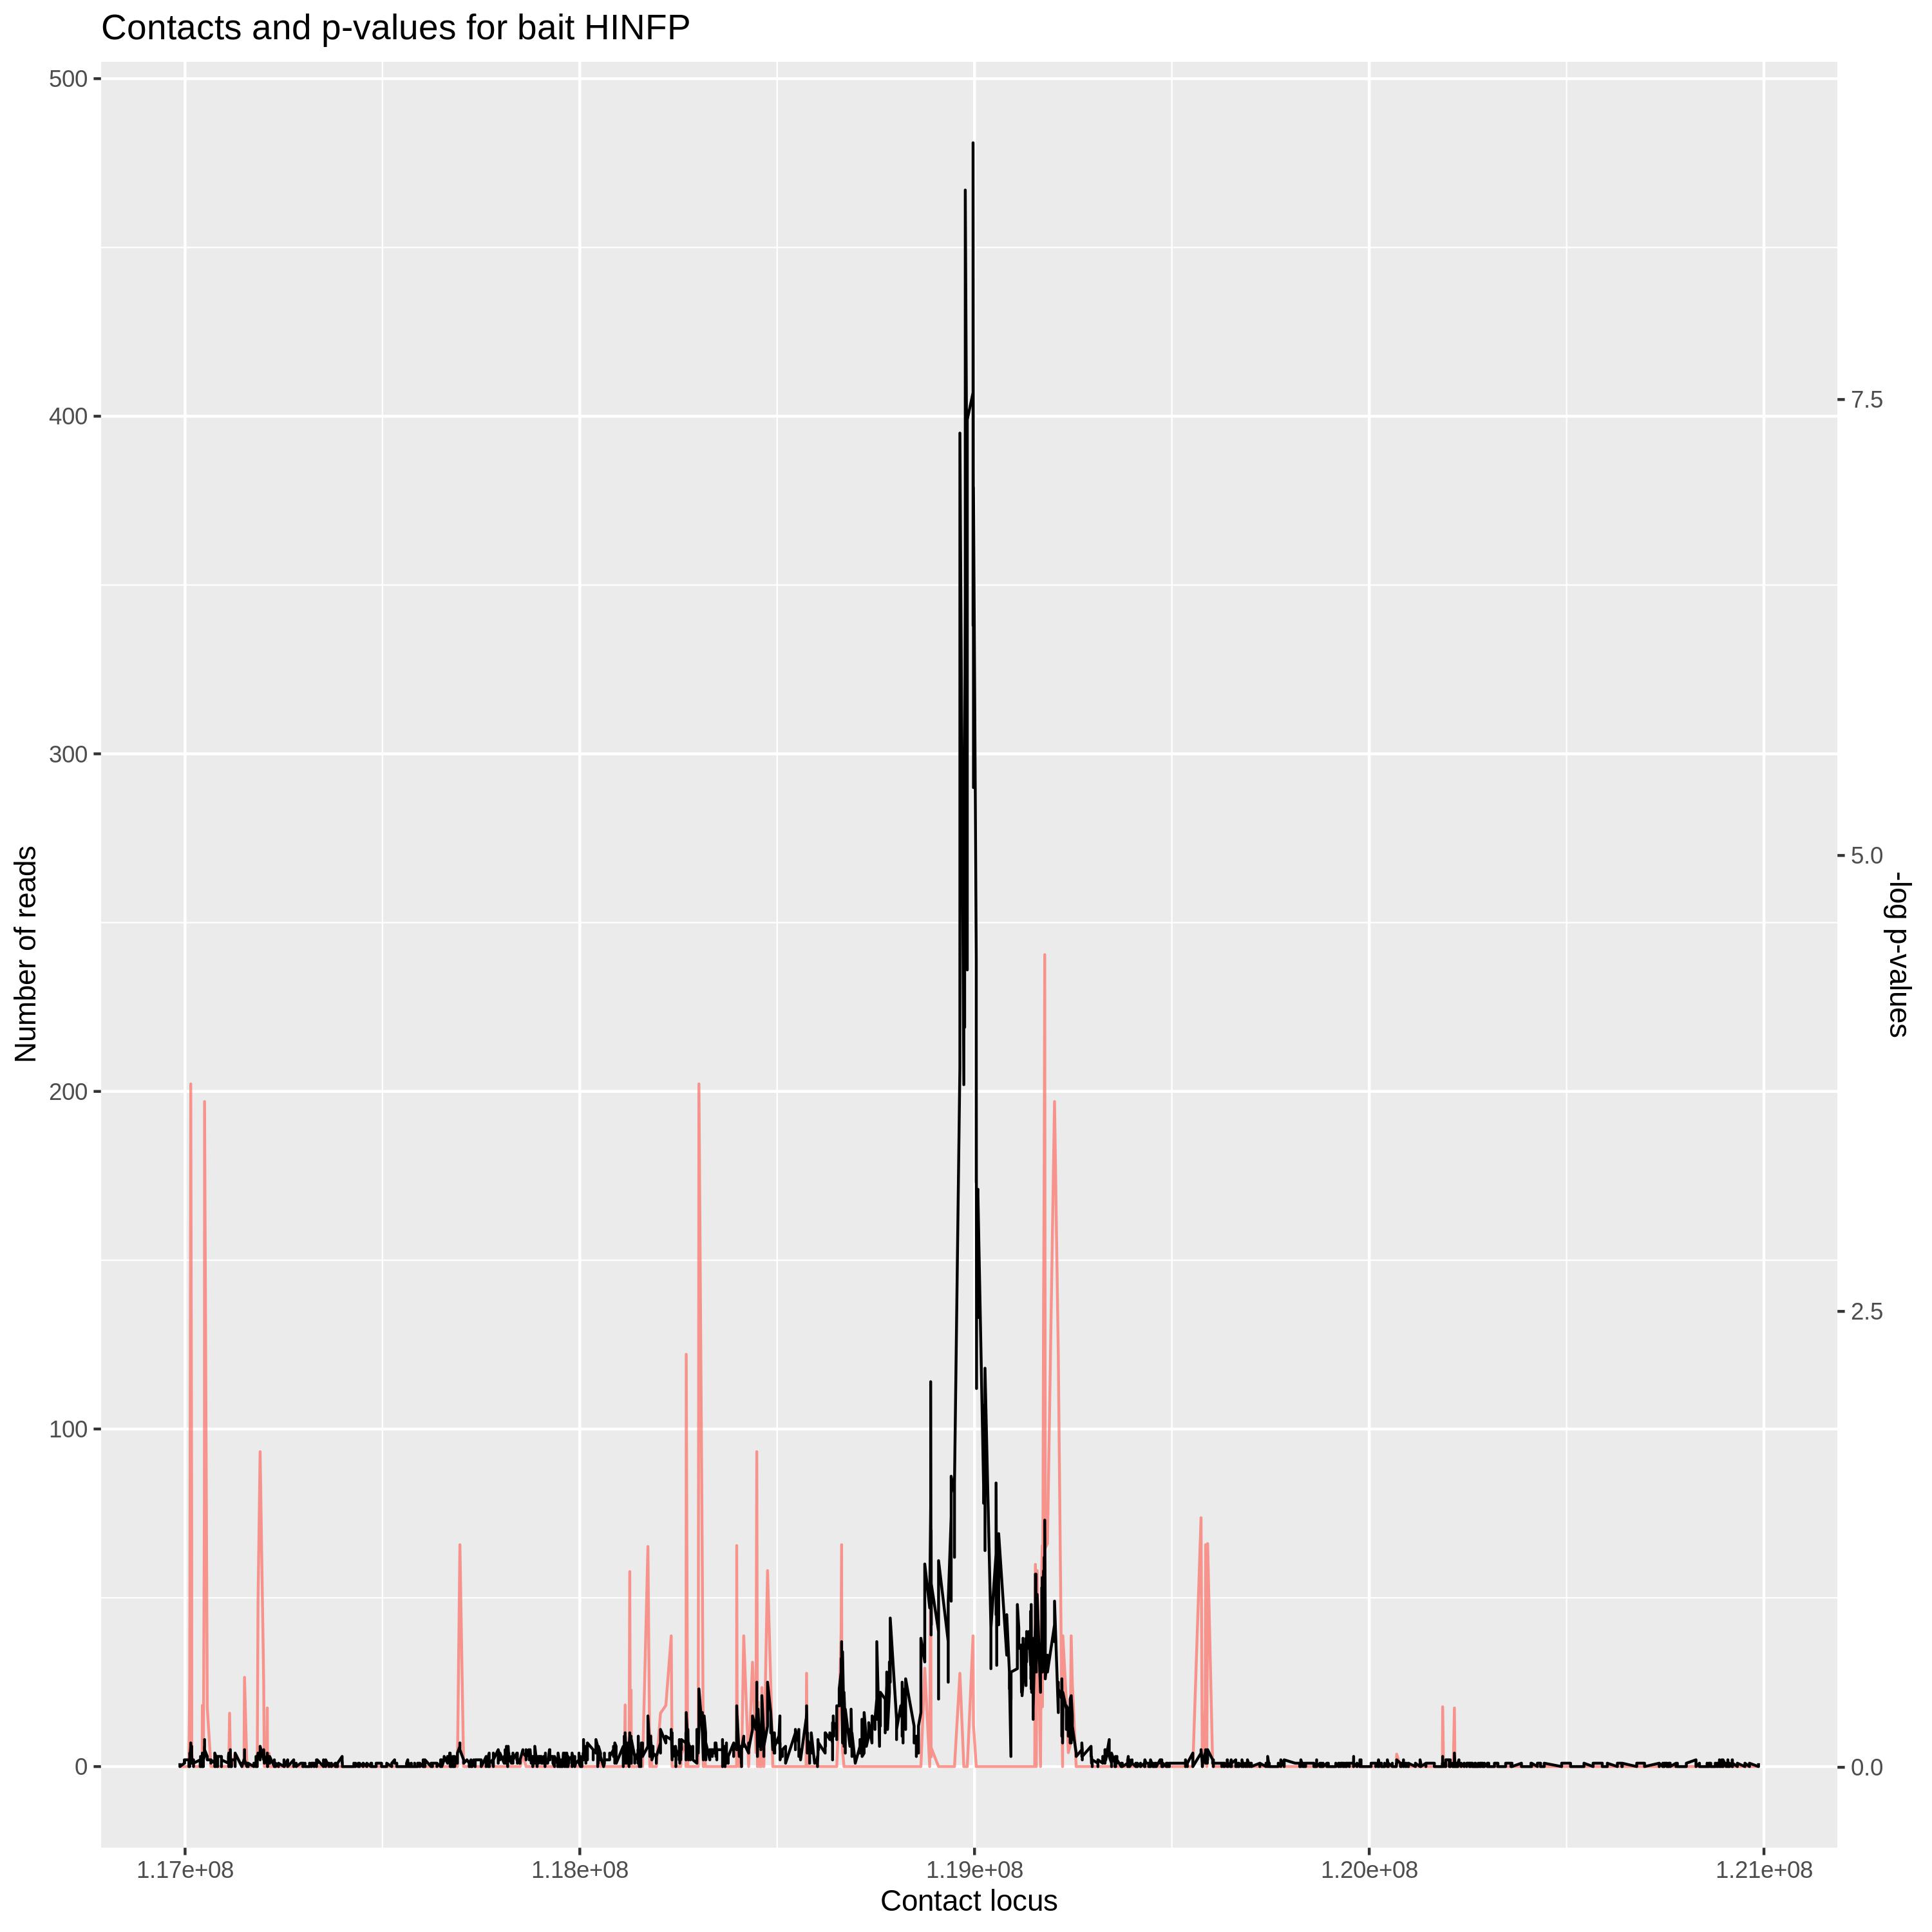 Contacts and p-values for bait HINFP
500
400
300
200
100
0
Number of reads
7.5
5.0
2.5
0.0
-log p-values
1.17e+08 1.18e+08 1.19e+08 1.20e+08 1.21e+08
Contact locus